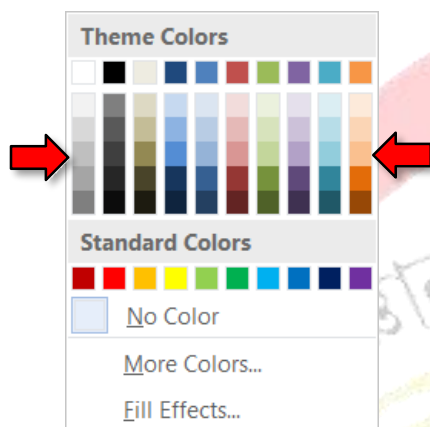 Theme Colors
Standard Colors
No Color
More Colors...
Fill Effects...